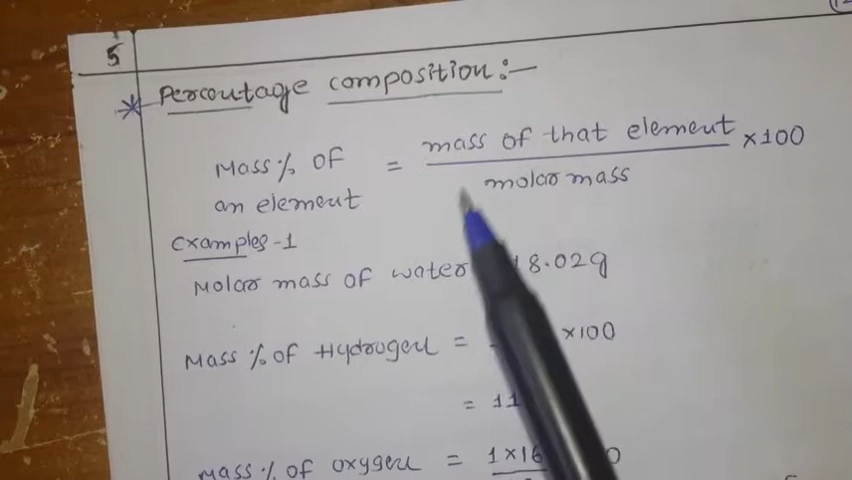 5
* Percentage composition :-
Mass % of an element = mass of that element / molar mass ×100
Examples-1
Molar mass of water 18.02g
Mass % of Hydrogen = ×100
= 11
Mass % of oxygen = 1×16